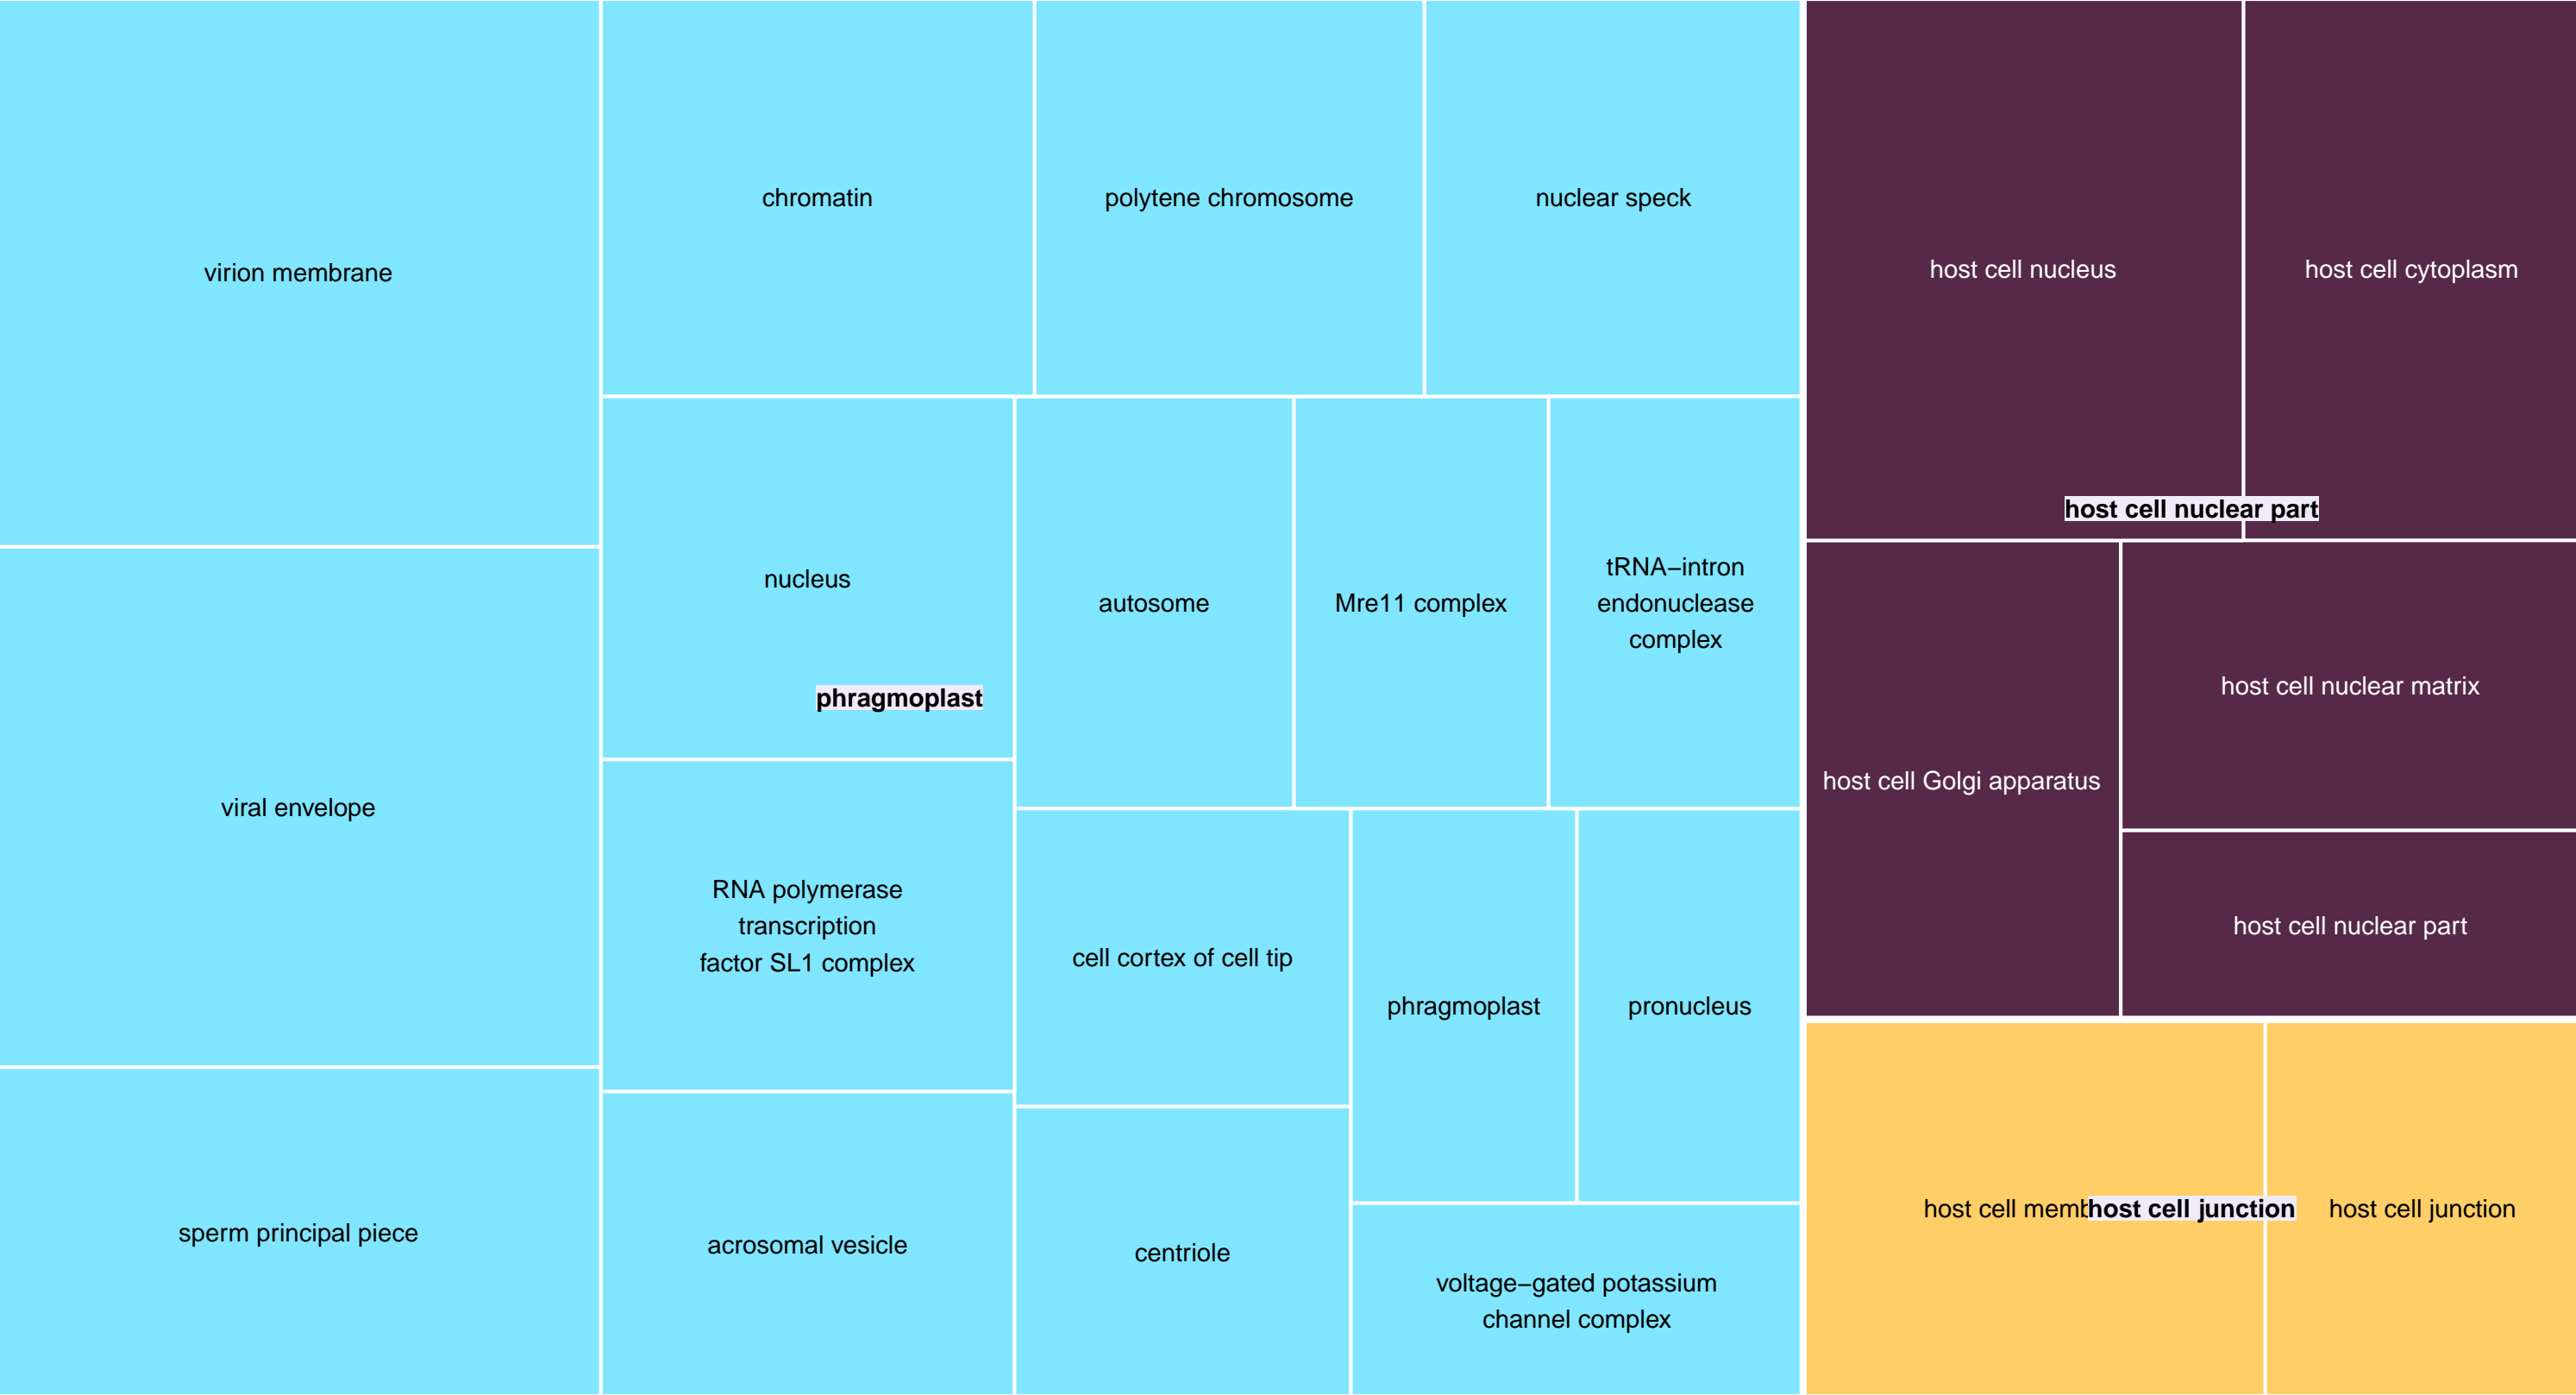 virion membrane
viral envelope
sperm principal piece
chromatin
polytene chromosome
nuclear speck
nucleus
phragmoplast
autosome
Mre11 complex
tRNA−intron
endonuclease
complex
RNA polymerase
transcription
factor SL1 complex
cell cortex of cell tip
phragmoplast
pronucleus
acrosomal vesicle
centriole
voltage−gated potassium
channel complex
host cell nucleus
host cell cytoplasm
host cell nuclear part
host cell Golgi apparatus
host cell nuclear matrix
host cell nuclear part
host cell
host cell junction
host cell junction